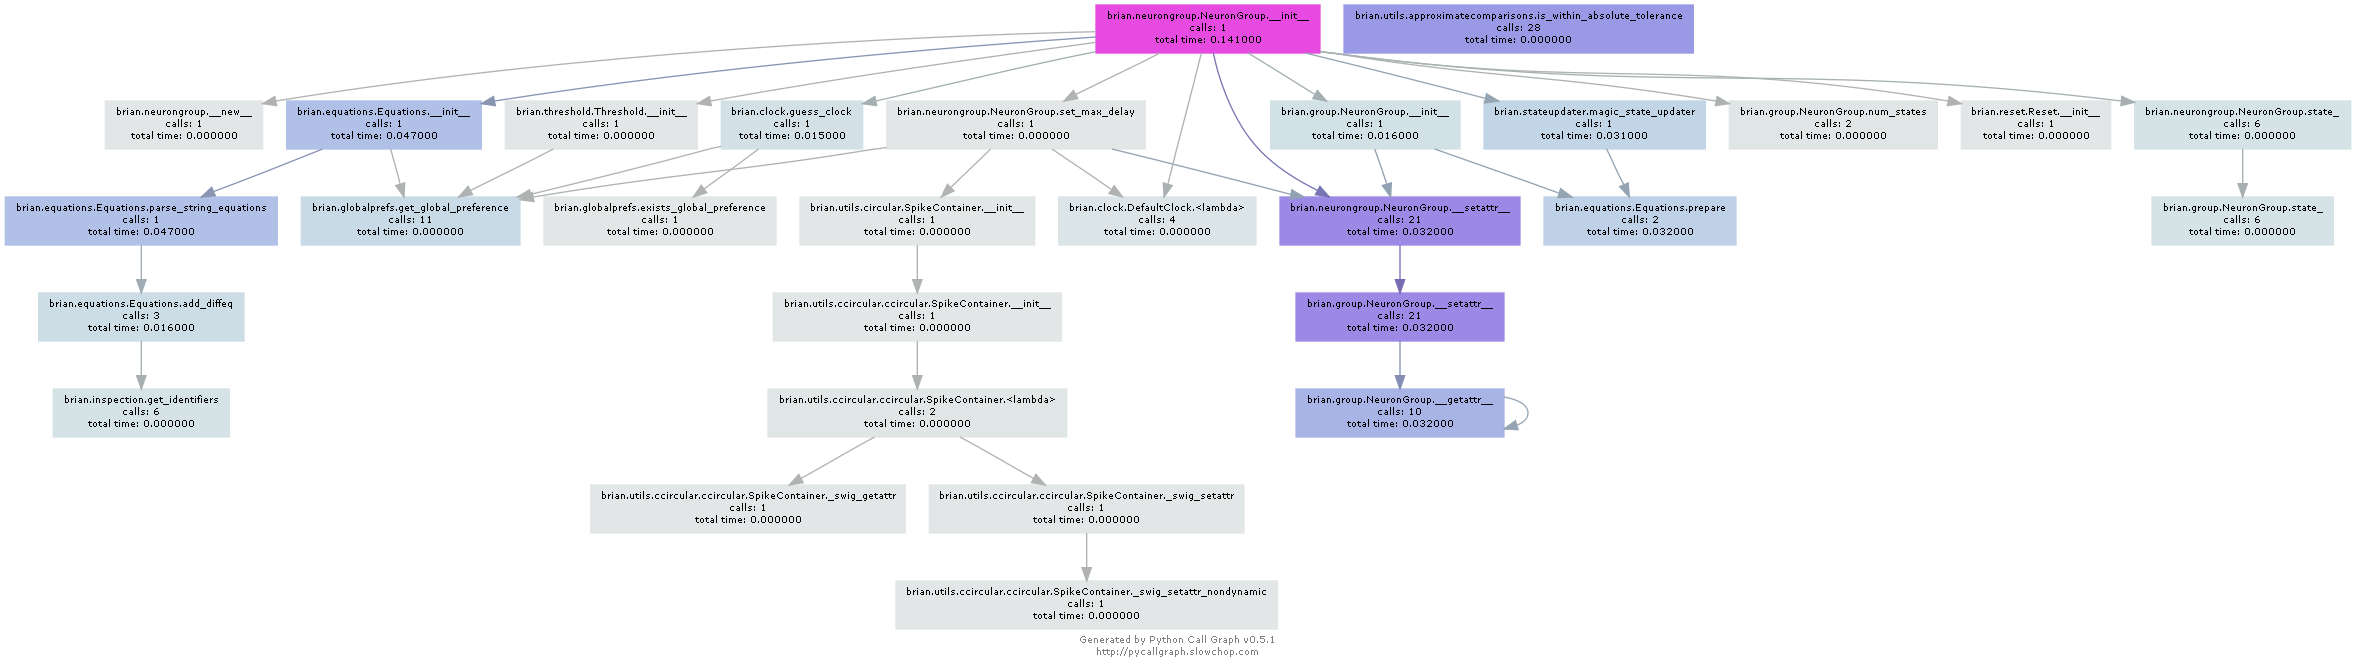 brian.neurongroup.NeuronGroup.__init__
calls: 1
total time: 0.141000
brian.utils.approximatecomparisons.is_within_absolute_tolerance
calls: 28
total time: 0.000000
brian.neurongroup.__new__
calls: 1
total time: 0.000000
brian.equations.Equations.__init__
calls: 1
total time: 0.047000
brian.threshold.Threshold.__init__
calls: 1
total time: 0.000000
brian.clock.guess_clock
calls: 1
total time: 0.015000
brian.neurongroup.NeuronGroup.set_max_delay
calls: 1
total time: 0.000000
brian.group.NeuronGroup.__init__
calls: 1
total time: 0.016000
brian.stateupdater.magic_state_updater
calls: 1
total time: 0.031000
brian.group.NeuronGroup.num_states
calls: 2
total time: 0.000000
brian.reset.Reset.__init__
calls: 1
total time: 0.000000
brian.neurongroup.NeuronGroup.state_
calls: 6
total time: 0.000000
brian.equations.Equations.parse_string_equations
calls: 1
total time: 0.047000
brian.globalprefs.get_global_preference
calls: 11
total time: 0.000000
brian.globalprefs.exists_global_preference
calls: 1
total time: 0.000000
brian.utils.circular.SpikeContainer.__init__
calls: 1
total time: 0.000000
brian.clock.DefaultClock.<lambda>
calls: 4
total time: 0.000000
brian.neurongroup.NeuronGroup.__setattr__
calls: 21
total time: 0.032000
brian.equations.Equations.prepare
calls: 2
total time: 0.032000
brian.group.NeuronGroup.state_
calls: 6
total time: 0.000000
brian.equations.Equations.add_diffeq
calls: 3
total time: 0.016000
brian.utils.ccircular.ccircular.SpikeContainer.__init__
calls: 1
total time: 0.000000
brian.group.NeuronGroup.__setattr__
calls: 21
total time: 0.032000
brian.inspection.get_identifiers
calls: 6
total time: 0.000000
brian.utils.ccircular.ccircular.SpikeContainer.<lambda>
calls: 2
total time: 0.000000
brian.group.NeuronGroup.__getattr__
calls: 10
total time: 0.032000
brian.utils.ccircular.ccircular.SpikeContainer._swig_getattr
calls: 1
total time: 0.000000
brian.utils.ccircular.ccircular.SpikeContainer._swig_setattr
calls: 1
total time: 0.000000
brian.utils.ccircular.ccircular.SpikeContainer._swig_setattr_nondynamic
calls: 1
total time: 0.000000
Generated by Python Call Graph v0.5.1
http://pycallgraph.slowchop.com